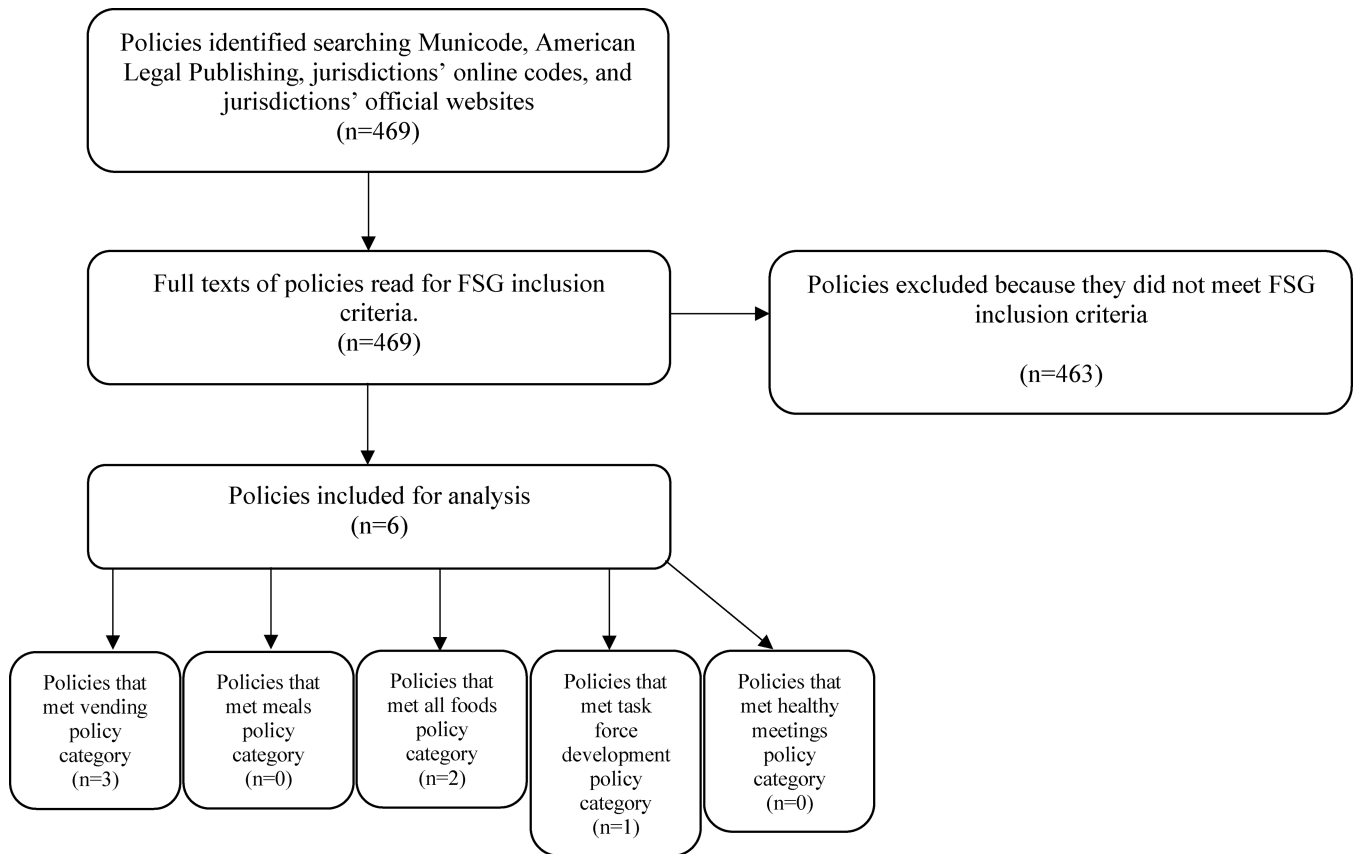 Policies identified searching Municode, American
Legal Publishing, jurisdictions’ online codes, and
jurisdictions’ official websites
(n=469)
Full texts of policies read for FSG inclusion
criteria.
(n=469)
Policies excluded because they did not meet FSG
inclusion criteria
(n=463)
Policies included for analysis
(n=6)
Policies that
met vending
policy
category
(n=3)
Policies that
met meals
policy
category
(n=0)
Policies that
met all foods
policy
category
(n=2)
Policies that
met task
force
development
policy
category
(n=1)
Policies that
met healthy
meetings
policy
category
(n=0)